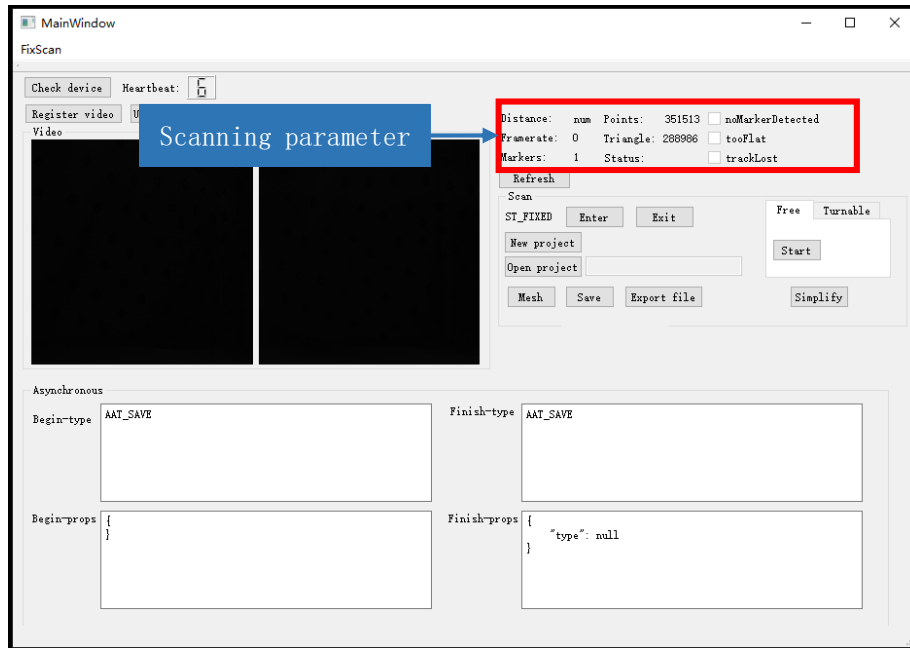 MainWindow
FixScan
Check device Heartbeat: 6
Register video U
Video
Scanning parameter
Distance: num Points: 351513 noMarkerDetected
Framerate: 0 Triangle: 288986 tooFlat
Markers: 1 Status: trackLost
Refresh
Scan
ST_FIXED Enter Exit
Free Turnable
New project
Start
Open project
Mesh Save Export file Simplify
Asynchronous
Begin-type AAT_SAVE
Finish-type AAT_SAVE
Begin-props {
}
Finish-props {
"type": null
}